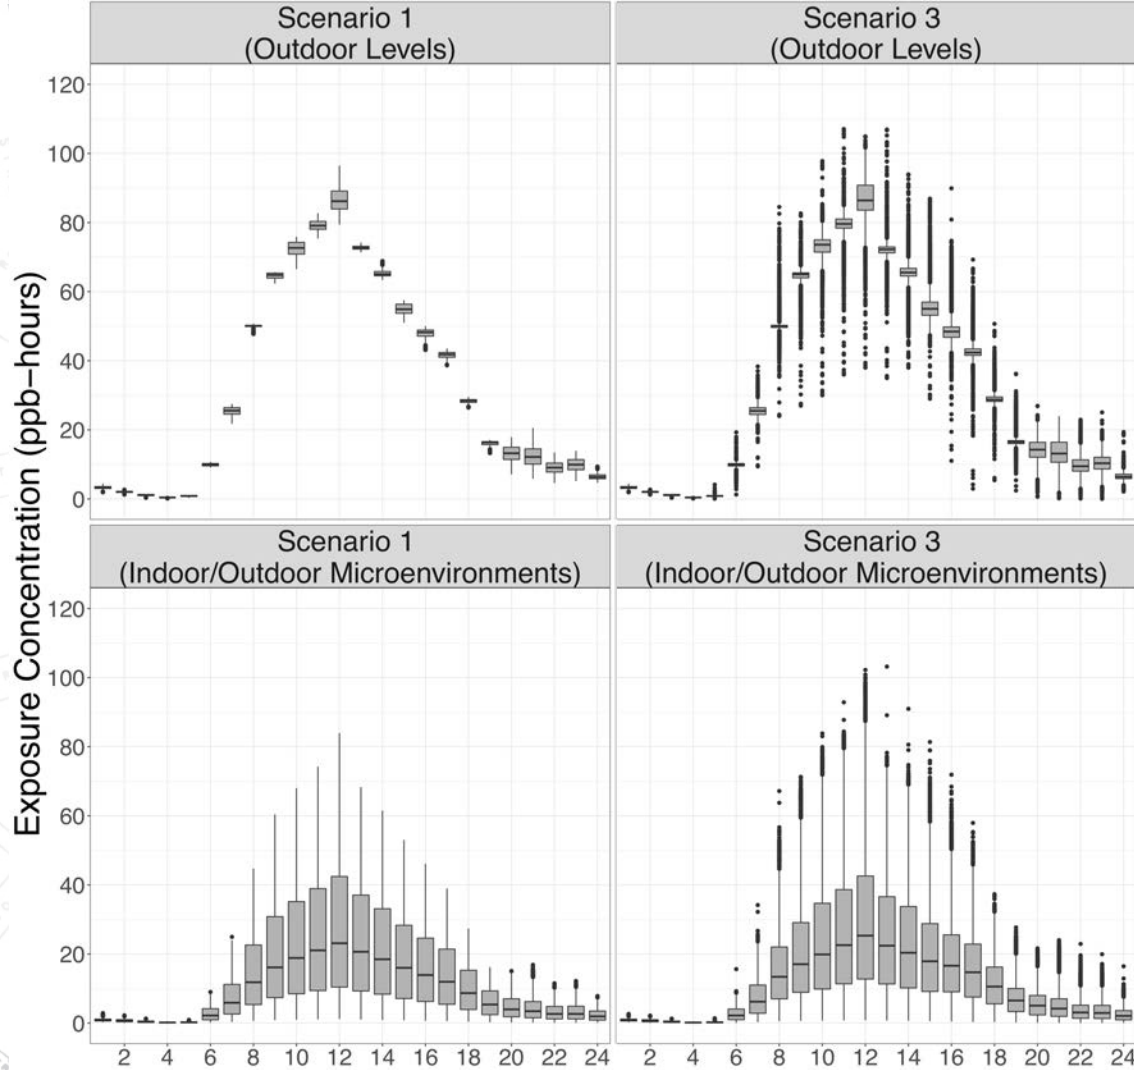 Scenario 1
(Outdoor Levels)
Scenario 3
(Outdoor Levels)
Exposure Concentration (ppb−hours)
120
100
80
60
40
20
0
Scenario 1
(Indoor/Outdoor Microenvironments)
Scenario 3
(Indoor/Outdoor Microenvironments)
120
100
80
60
40
20
0
2 4 6 8 10 12 14 16 18 20 22 24
2 4 6 8 10 12 14 16 18 20 22 24